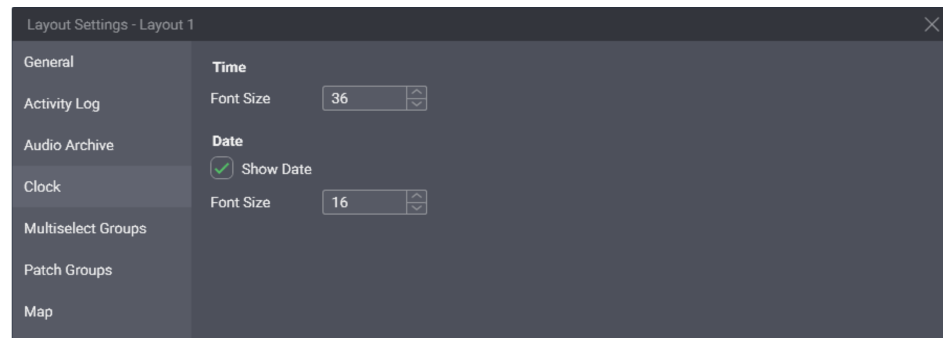 Layout Settings - Layout 1
General
Activity Log
Audio Archive
Clock
Multiselect Groups
Patch Groups
Map
Time
Font Size 36
Date
Show Date
Font Size 16